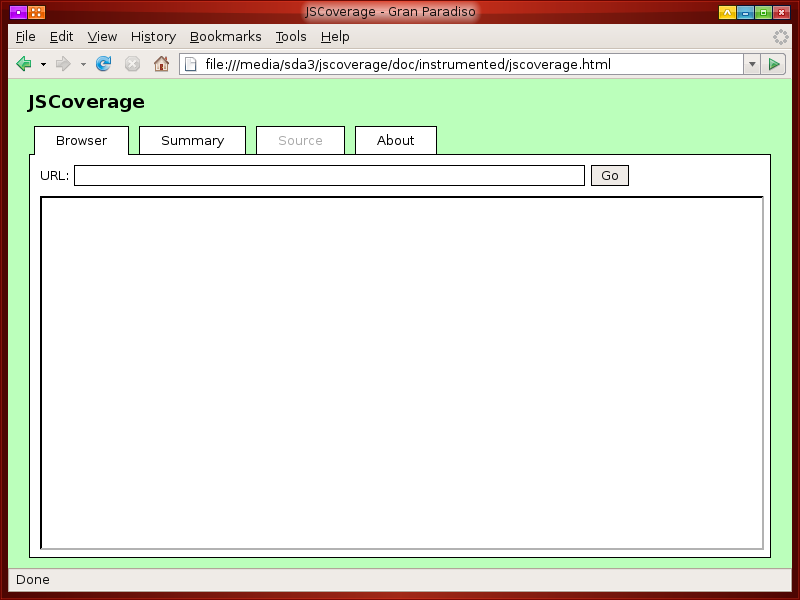 JSCoverage - Gran Paradiso
File Edit View History Bookmarks Tools Help
file:///media/sda3/jscoverage/doc/instrumented/jscoverage.html
JSCoverage
Browser Summary Source About
URL: Go
Done